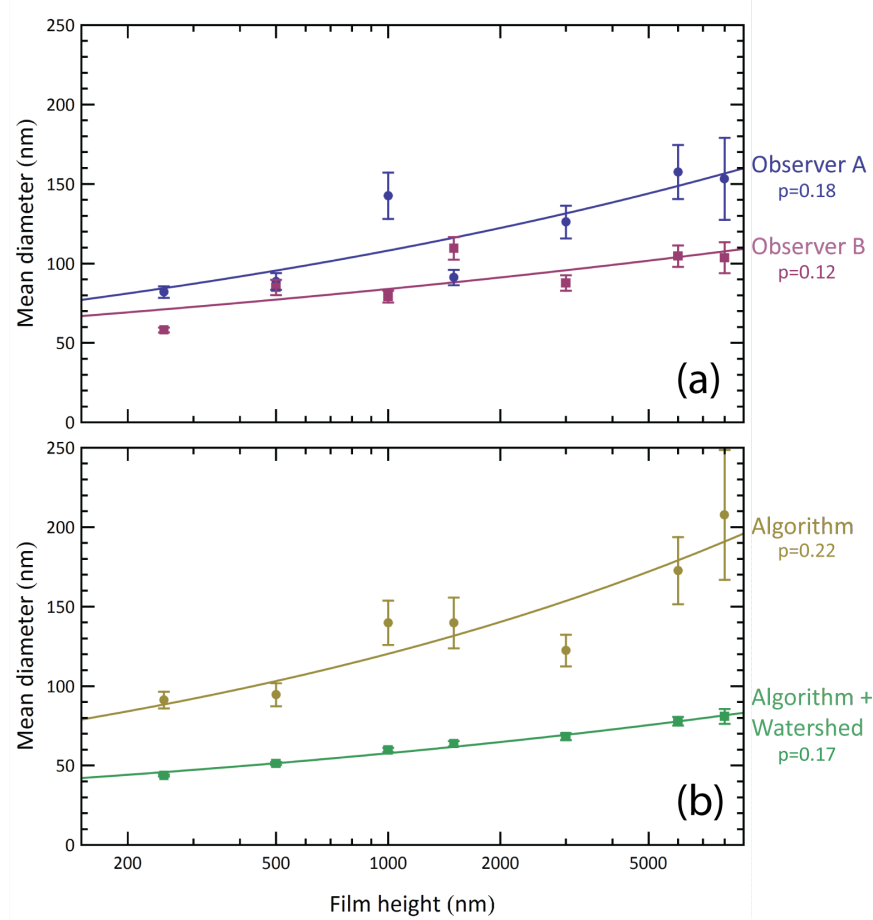 250
200
150
100
50
0
Mean diameter (nm)
Observer A
p=0.18
Observer B
p=0.12
(a)
250
200
150
100
50
0
Mean diameter (nm)
Algorithm
p=0.22
Algorithm +
Watershed
p=0.17
(b)
200 500 1000 2000 5000
Film height (nm)